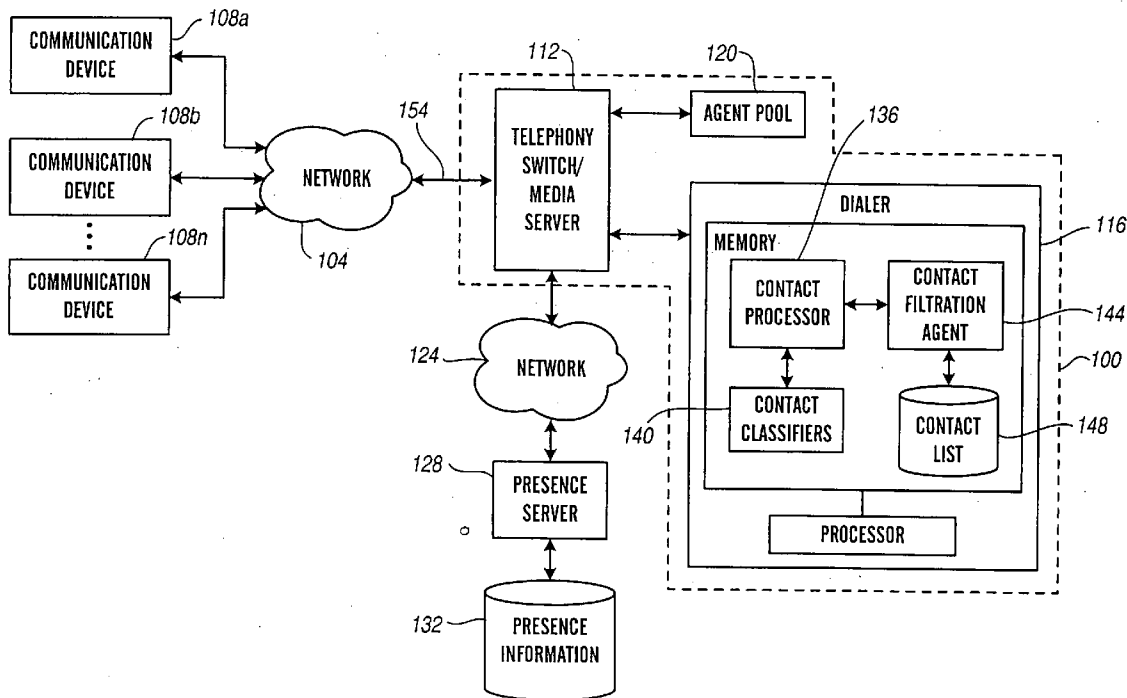 108a
COMMUNICATION
DEVICE
108b
COMMUNICATION
DEVICE
108n
COMMUNICATION
DEVICE
NETWORK
104
154
112
TELEPHONY
SWITCH/
MEDIA
SERVER
120
AGENT POOL
136
DIALER
116
MEMORY
CONTACT
PROCESSOR
CONTACT
FILTRATION
AGENT
144
100
140
CONTACT
CLASSIFIERS
CONTACT
LIST
148
PROCESSOR
124
NETWORK
128
PRESENCE
SERVER
132
PRESENCE
INFORMATION